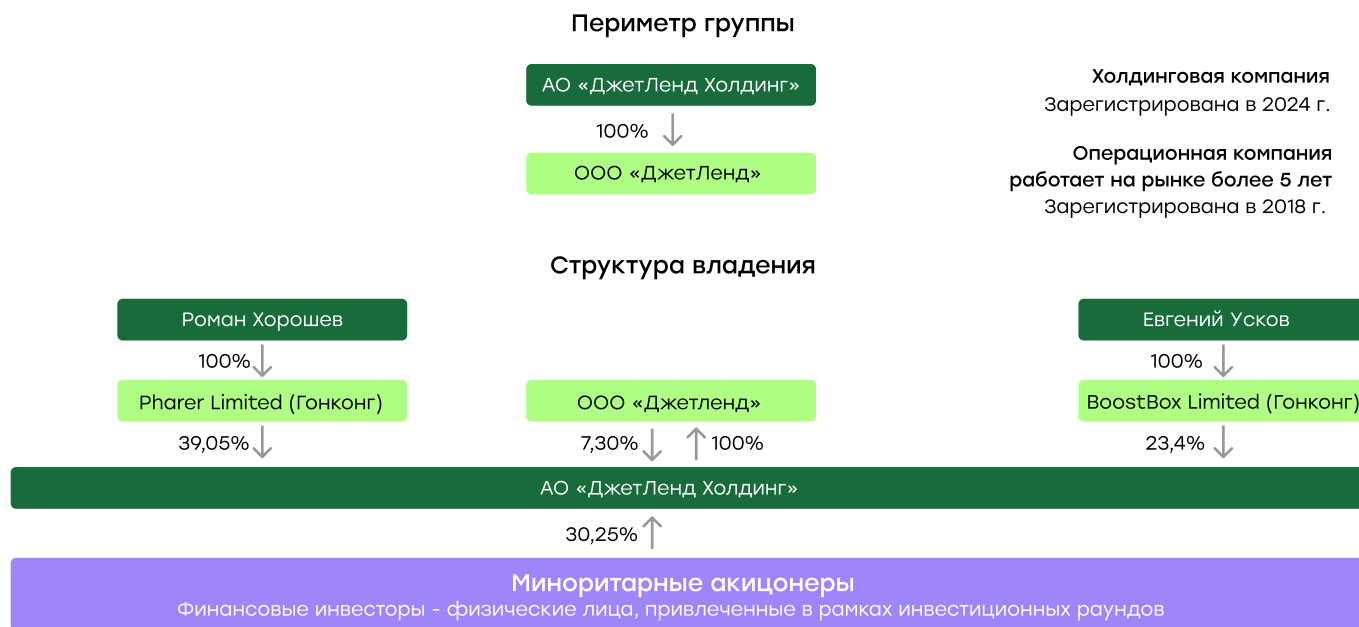 Периметр группы
АО «ДжетЛенд Холдинг»
100%
ООО «ДжетЛенд»
Холдинговая компания
Зарегистрирована в 2024 г.
Операционная компания
работает на рынке более 5 лет
Зарегистрирована в 2018 г.
Структура владения
Роман Хорошев
100%
Pharer Limited (Гонконг)
39,05%
ООО «Джетленд»
7,30%
100%
Евгений Усков
100%
BoostBox Limited (Гонконг)
23,4%
АО «ДжетЛенд Холдинг»
30,25%
Миноритарные акицонеры
Финансовые инвесторы - физические лица, привлеченные в рамках инвестиционных раундов